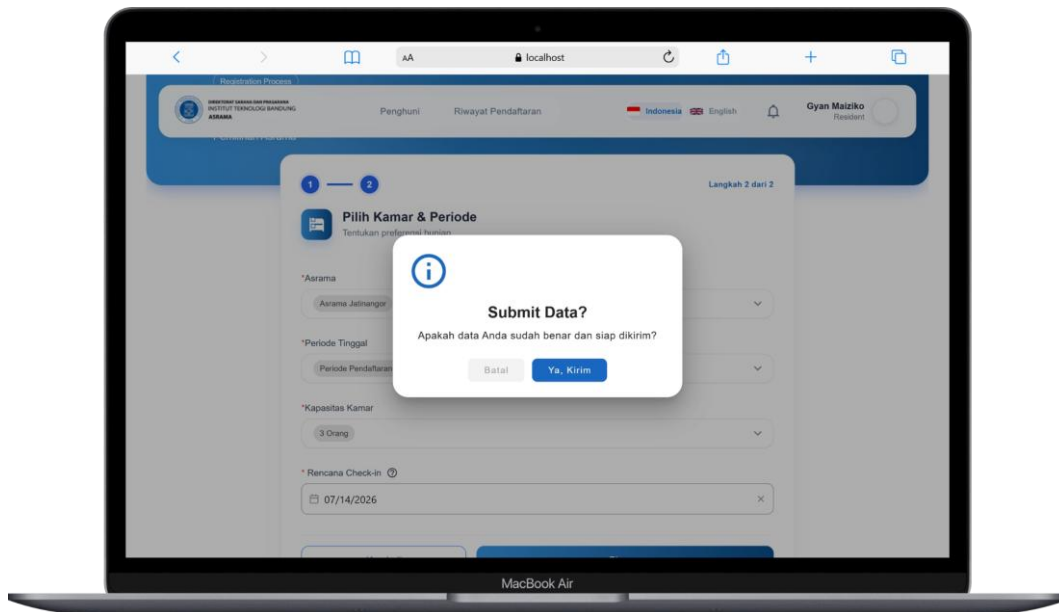 AA
localhost
Registration Process
DIREKTORAT SARANA DAN PRASARANA
INSTITUT TEKNOLOGI BANDUNG
ASRAMA
Penghuni
Riwayat Pendaftaran
Indonesia
English
Gyan Maiziko
Resident
1
2
Langkah 2 dari 2
Pilih Kamar & Periode
Tentukan preferensi hunian
*Asrama
Asrama Jatinangor
*Periode Tinggal
Periode Pendaftaran
*Kapasitas Kamar
3 Orang
* Rencana Check-in
07/14/2026
Submit Data?
Apakah data Anda sudah benar dan siap dikirim?
Batal
Ya, Kirim
MacBook Air